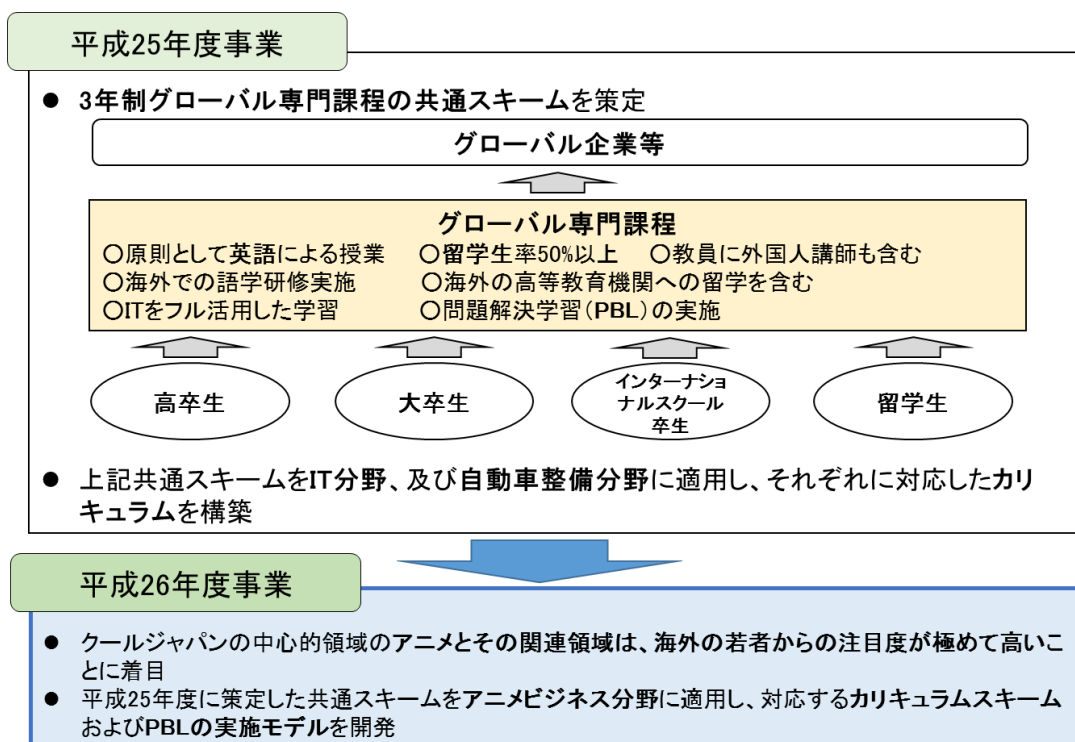 平成25年度事業
● 3年制グローバル専門課程の共通スキームを策定
グローバル企業等
グローバル専門課程
〇原則として英語による授業 〇留学生率50%以上 〇教員に外国人講師も含む
〇海外での語学研修実施 〇海外の高等教育機関への留学を含む
〇ITをフル活用した学習 〇問題解決学習(PBL)の実施
高卒生
大卒生
インターナショ
ナルスクール
卒生
留学生
● 上記共通スキームをIT分野、及び自動車整備分野に適用し、それぞれに対応したカリ
キュラムを構築
平成26年度事業
● クールジャパンの中心的領域のアニメとその関連領域は、海外の若者からの注目度が極めて高いこ
とに着目
● 平成25年度に策定した共通スキームをアニメビジネス分野に適用し、対応するカリキュラムスキーム
およびPBLの実施モデルを開発